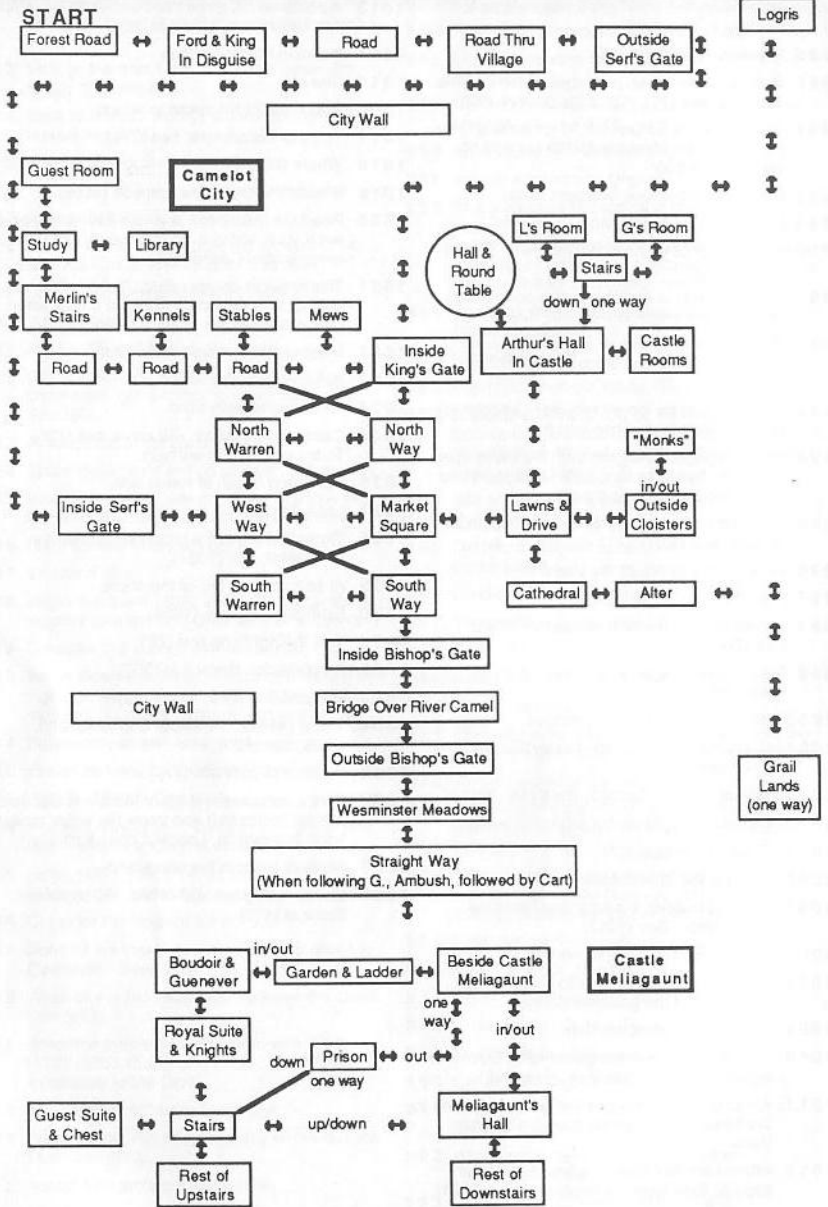 START
Logris
Forest Road
Ford & King
In Disguise
Road
Road Thru
Village
Outside
Serf's Gate
City Wall
Guest Room
Camelot
City
Study
Library
L's Room
G's Room
Hall &
Round
Table
Stairs
down one way
Merlin's
Stairs
Kennels
Stables
Mews
Inside
King's Gate
Arthur's Hall
In Castle
Castle
Rooms
Road
Road
Road
North
Warren
North
Way
"Monks"
in/out
Inside Serf's
Gate
West
Way
Market
Square
Lawns &
Drive
Outside
Cloisters
South
Warren
South
Way
Cathedral
Alter
Inside Bishop's Gate
City Wall
Bridge Over River Camel
Outside Bishop's Gate
Grail
Lands
(one way)
Wesminster Meadows
Straight Way
(When following G., Ambush, followed by Cart)
Boudoir &
Guenever
in/out
Garden & Ladder
Beside Castle
Meliagaunt
Castle
Meliagaunt
one
way
in/out
Royal Suite
& Knights
down
Prison
out
one way
Guest Suite
& Chest
Stairs
up/down
Meliagaunt's
Hall
Rest of
Upstairs
Rest of
Downstairs